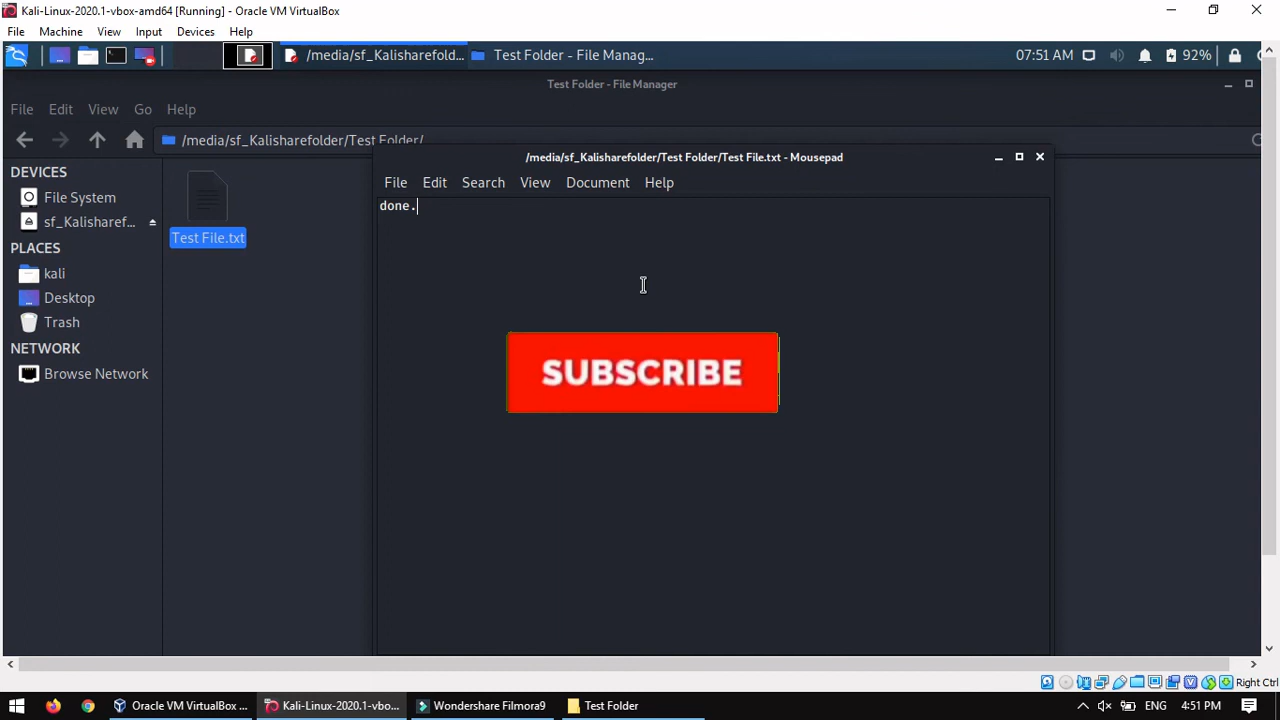 Kali-Linux-2020.1-vbox-amd64 [Running] - Oracle VM VirtualBox
File Machine View Input Devices Help
/media/sf_Kalisharefold... Test Folder - File Manag... 07:51 AM 92%
Test Folder - File Manager
File Edit View Go Help
/media/sf_Kalisharefolder/Test Folder/
/media/sf_Kalisharefolder/Test Folder/Test File.txt - Mousepad
File Edit Search View Document Help
done.
DEVICES
File System
sf_Kalisharef...
PLACES
kali
Desktop
Trash
NETWORK
Browse Network
Test File.txt
SUBSCRIBE
Right Ctrl
Oracle VM VirtualBox ... Kali-Linux-2020.1-vbo... Wondershare Filmora9 Test Folder ENG 4:51 PM